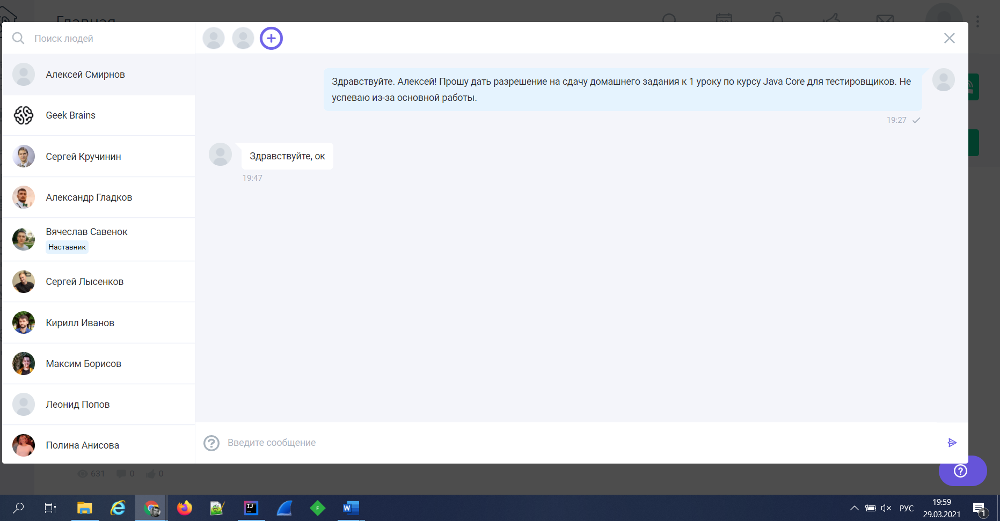 Главная
Поиск людей
Алексей Смирнов
Geek Brains
Сергей Кручинин
Александр Гладков
Вячеслав Савенок
Наставник
Сергей Лысенков
Кирилл Иванов
Максим Борисов
Леонид Попов
Полина Анисова
Здравствуйте. Алексей! Прошу дать разрешение на сдачу домашнего задания к 1 уроку по курсу Java Core для тестировщиков. Не
успеваю из-за основной работы.
19:27
Здравствуйте, ок
19:47
Введите сообщение
631 0 0
РУС
19:59
29.03.2021
1